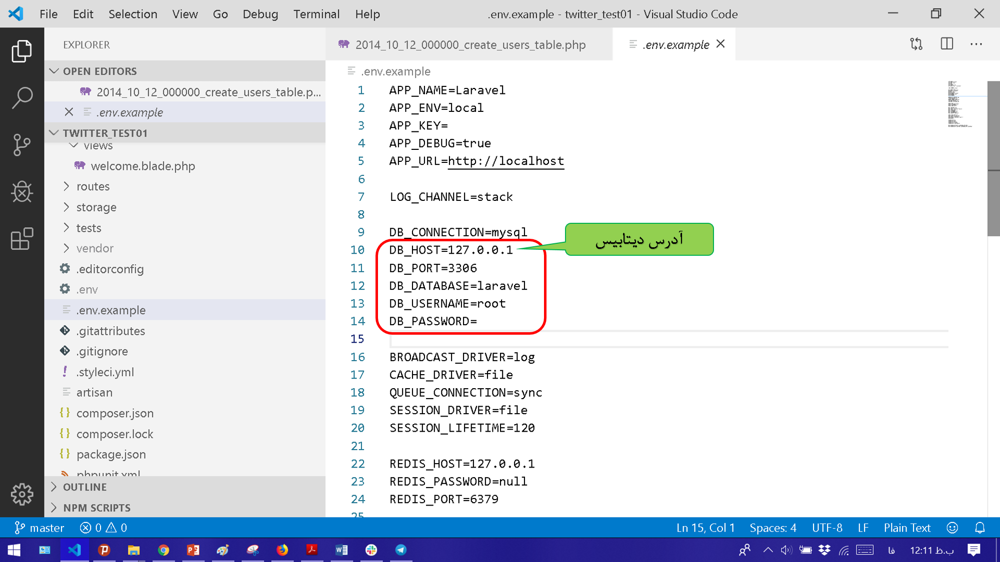 File Edit Selection View Go Debug Terminal Help
.env.example - twitter_test01 - Visual Studio Code
EXPLORER
OPEN EDITORS
2014_10_12_000000_create_users_table.p...
.env.example
TWITTER_TEST01
views
welcome.blade.php
routes
storage
tests
vendor
.editorconfig
.env
.env.example
.gitattributes
.gitignore
.styleci.yml
artisan
composer.json
composer.lock
package.json
phpunit.xml
OUTLINE
NPM SCRIPTS
2014_10_12_000000_create_users_table.php
.env.example
.env.example
1 APP_NAME=Laravel
2 APP_ENV=local
3 APP_KEY=
4 APP_DEBUG=true
5 APP_URL=http://localhost
6
7 LOG_CHANNEL=stack
8
9 DB_CONNECTION=mysql
10 DB_HOST=127.0.0.1
آدرس دیتابیس
11 DB_PORT=3306
12 DB_DATABASE=laravel
13 DB_USERNAME=root
14 DB_PASSWORD=
15
16 BROADCAST_DRIVER=log
17 CACHE_DRIVER=file
18 QUEUE_CONNECTION=sync
19 SESSION_DRIVER=file
20 SESSION_LIFETIME=120
21
22 REDIS_HOST=127.0.0.1
23 REDIS_PASSWORD=null
24 REDIS_PORT=6379
25
master 0 0
Ln 15, Col 1 Spaces: 4 UTF-8 LF Plain Text
فا
12:11 ب.ظ